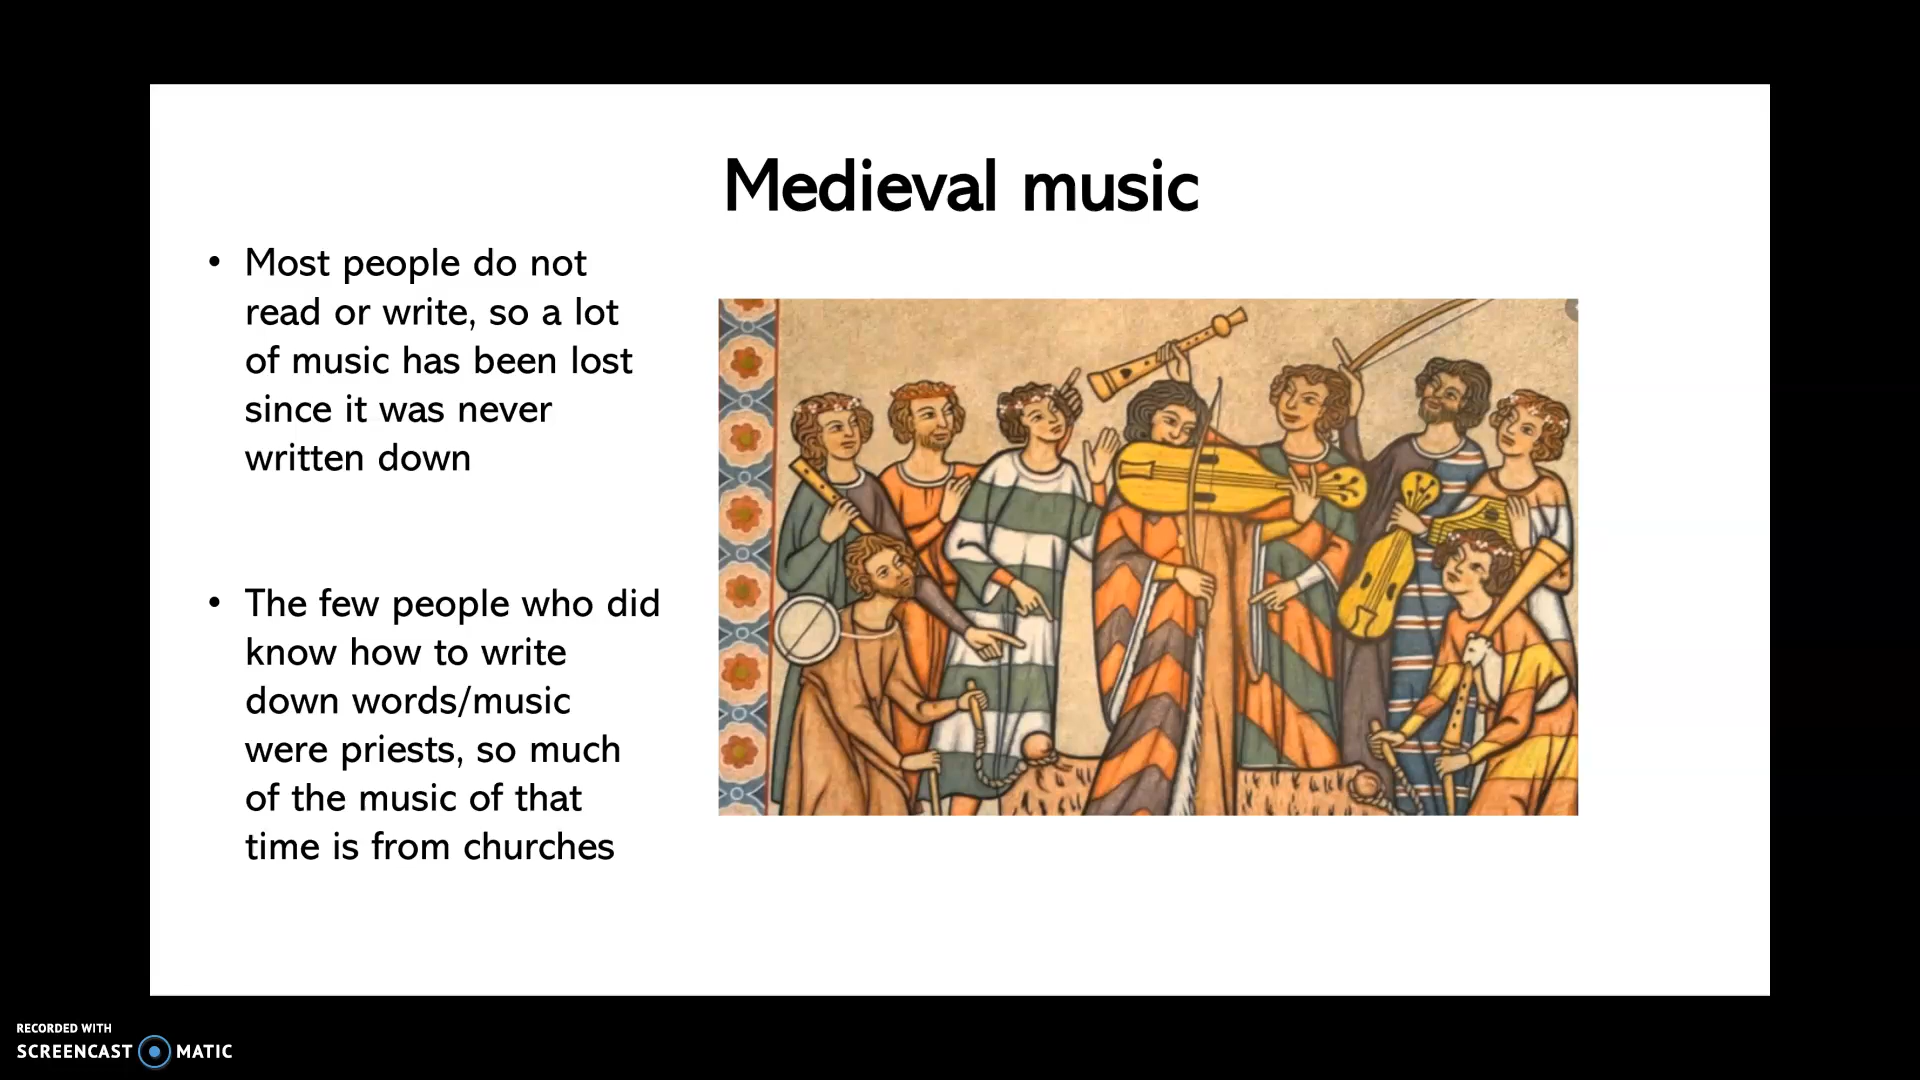 Medieval music
• Most people do not
read or write, so a lot
of music has been lost
since it was never
written down
• The few people who did
know how to write
down words/music
were priests, so much
of the music of that
time is from churches
RECORDED WITH
SCREENCAST MATIC